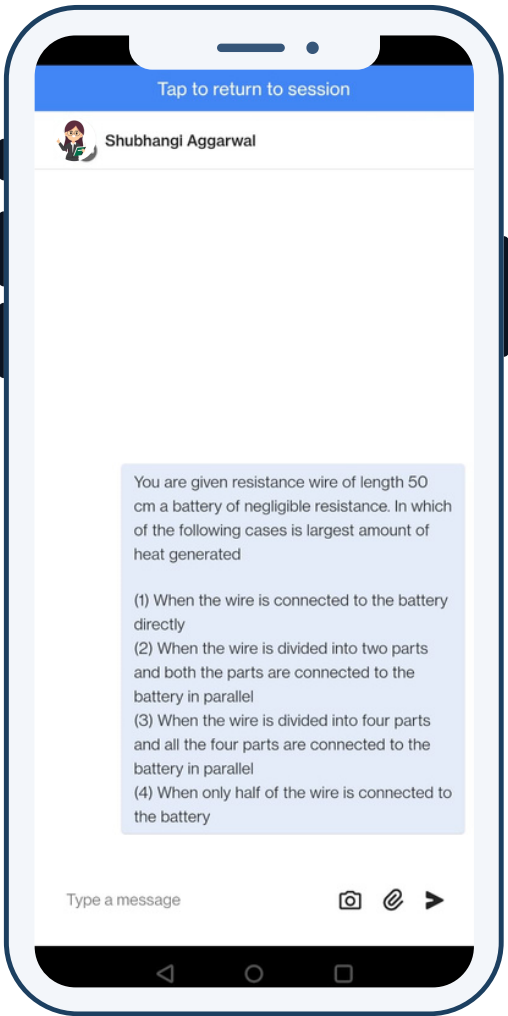 Tap to return to session
Shubhangi Aggarwal
You are given resistance wire of length 50
cm a battery of negligible resistance. In which
of the following cases is largest amount of
heat generated
(1) When the wire is connected to the battery
directly
(2) When the wire is divided into two parts
and both the parts are connected to the
battery in parallel
(3) When the wire is divided into four parts
and all the four parts are connected to the
battery in parallel
(4) When only half of the wire is connected to
the battery
Type a message